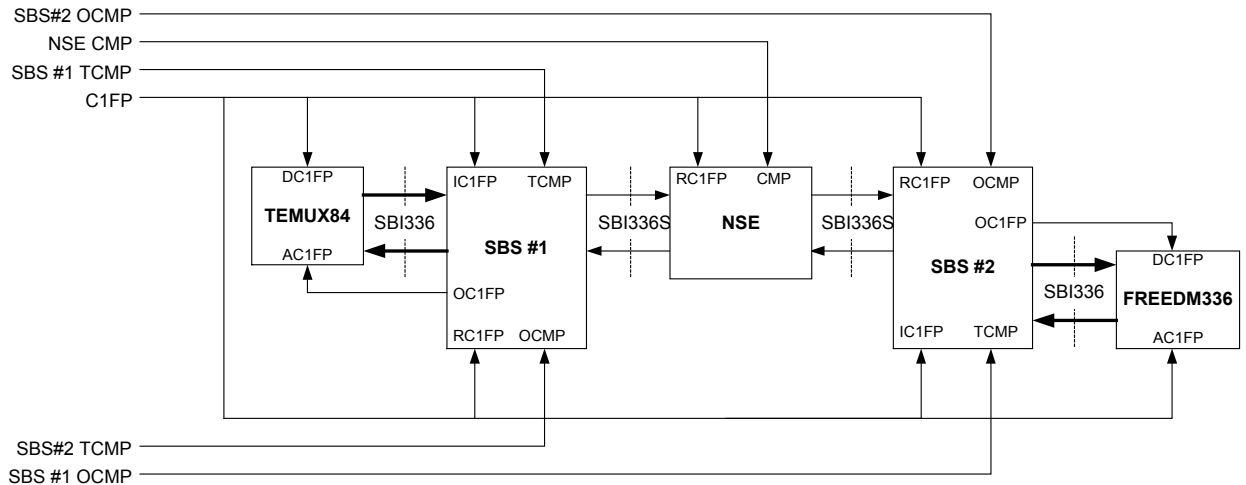 SBS#2 OCMP
NSE CMP
SBS #1 TCMP
C1FP
DC1FP
TEMUX84
AC1FP
SBI336
IC1FP TCMP
SBS #1
OC1FP
RC1FP OCMP
SBI336S
RC1FP CMP
NSE
SBI336S
RC1FP OCMP
OC1FP
SBS #2
IC1FP TCMP
SBI336
DC1FP
FREEDM336
AC1FP
SBS#2 TCMP
SBS #1 OCMP